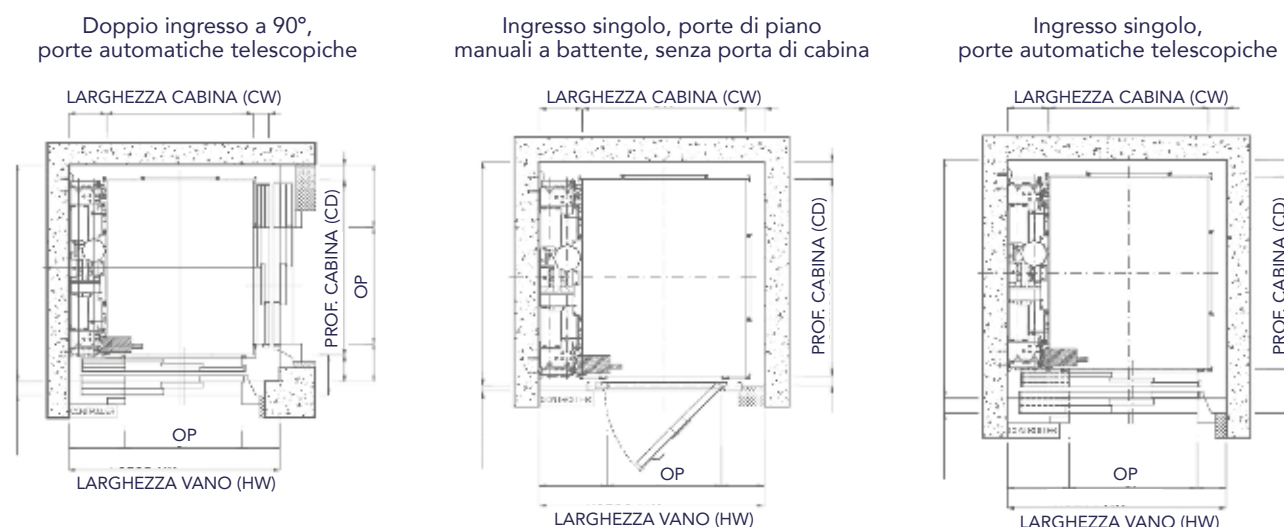 Doppio ingresso a 90°,
porte automatiche telescopiche
LARGHEZZA CABINA (CW)
PROF. CABINA (CD)
OP
OP
LARGHEZZA VANO (HW)
Ingresso singolo, porte di piano
manuali a battente, senza porta di cabina
LARGHEZZA CABINA (CW)
PROF. CABINA (CD)
OP
LARGHEZZA VANO (HW)
Ingresso singolo,
porte automatiche telescopiche
LARGHEZZA CABINA (CW)
PROF. CABINA (CD)
OP
LARGHEZZA VANO (HW)